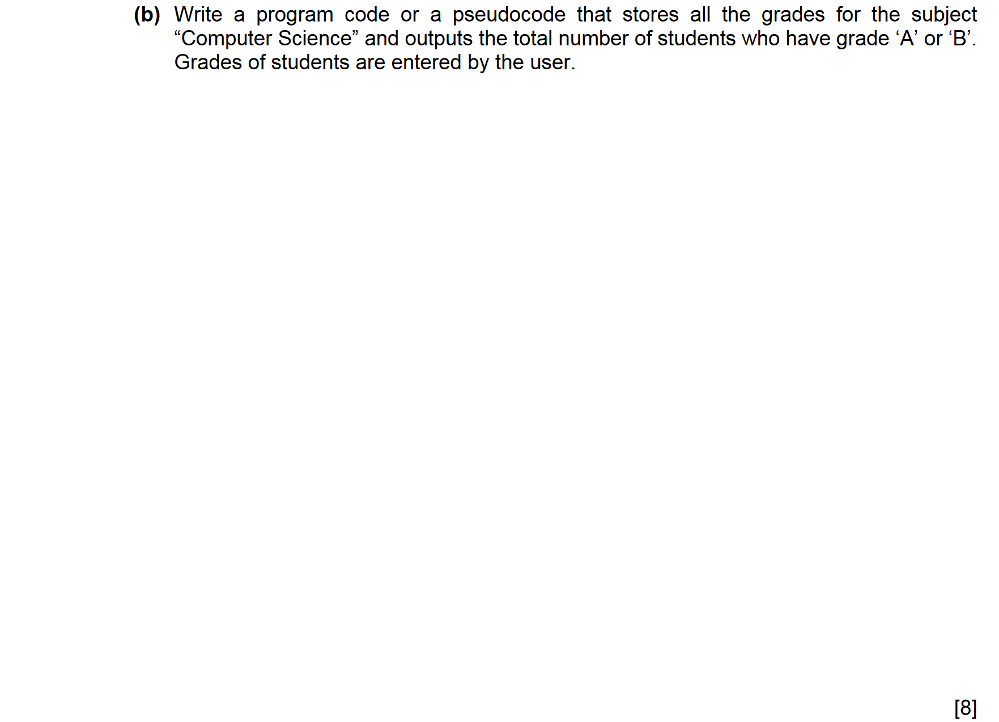 (b) Write a program code or a pseudocode that stores all the grades for the subject
“Computer Science” and outputs the total number of students who have grade ‘A’ or ‘B’.
Grades of students are entered by the user.
[8]